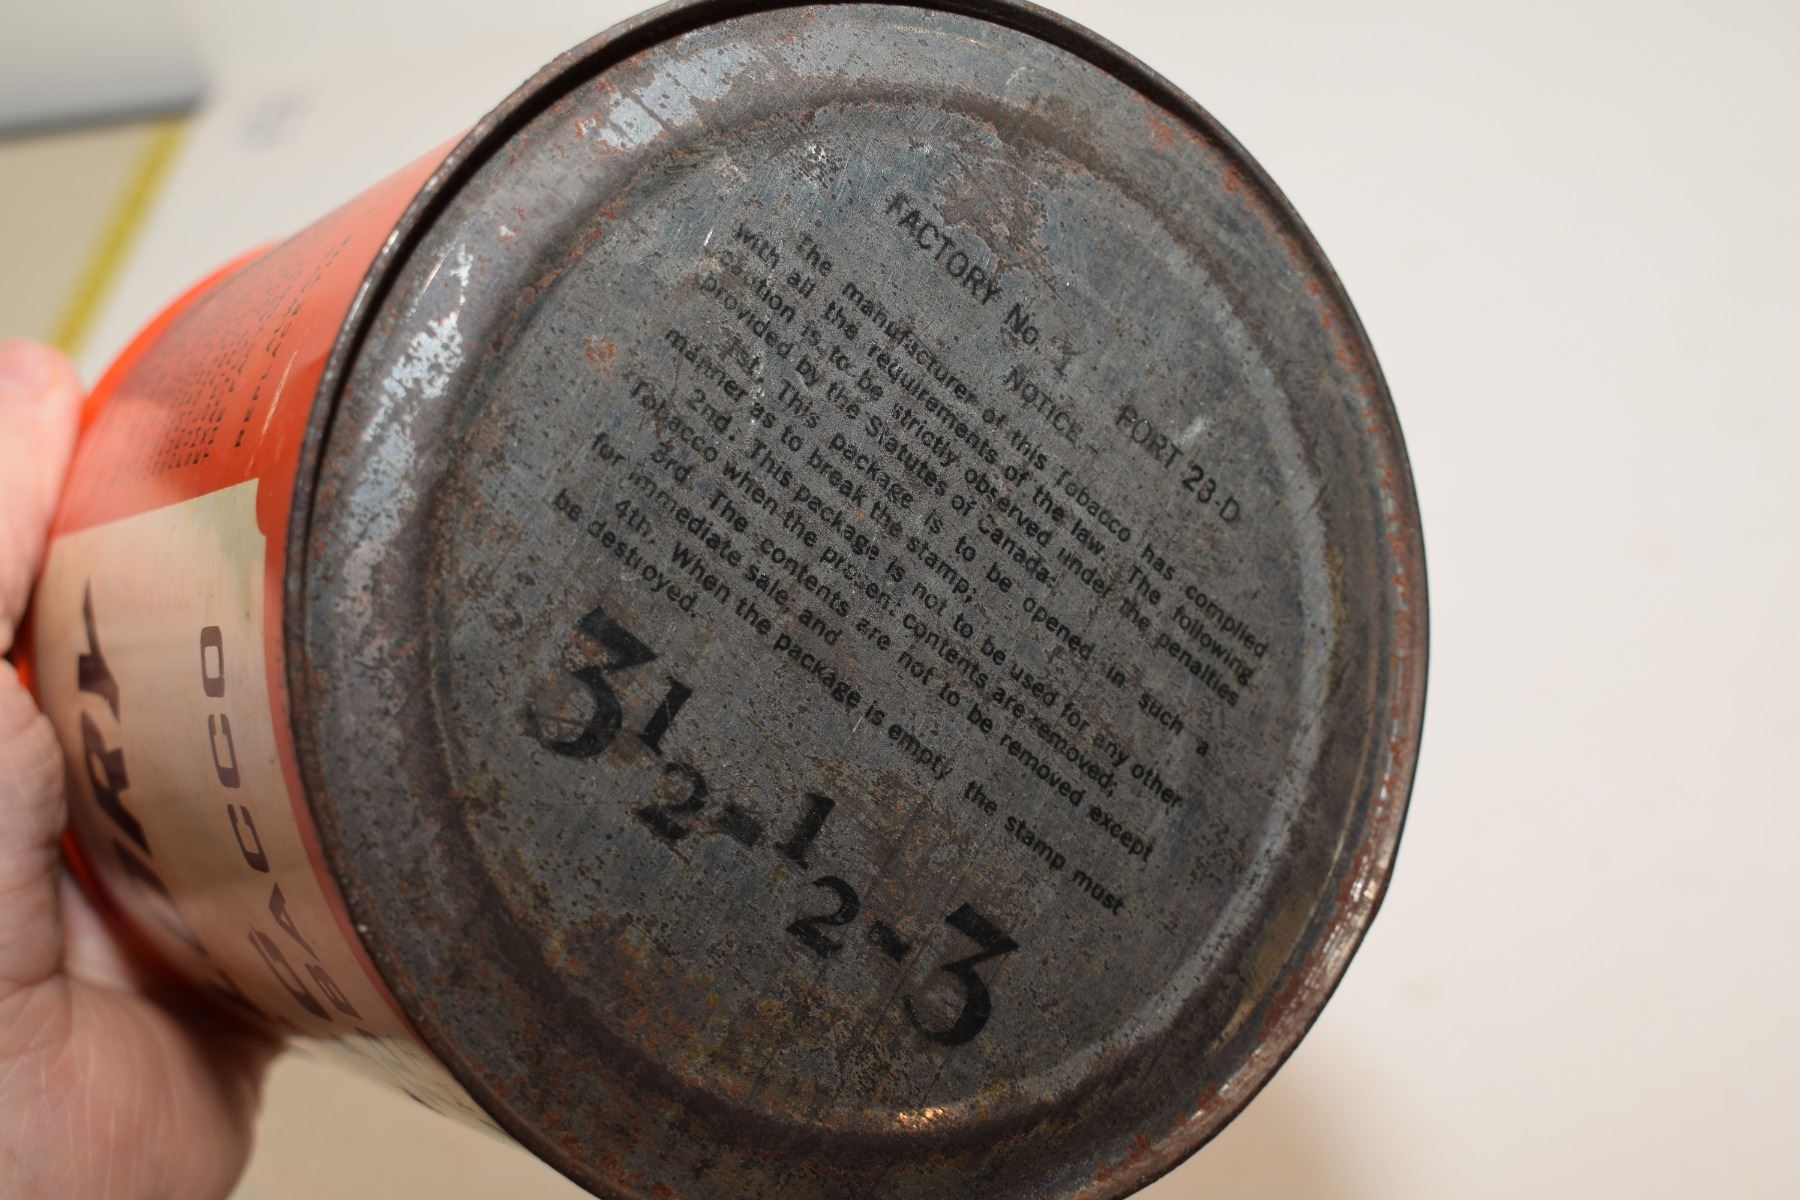 FACTORY No. 1 PORT 23-D
NOTICE—
The manufacturer of this Tobacco has complied
with all the requirements of the law. The following
caution is to be strictly observed under the penalties
provided by the Statutes of Canada:
1st. This package is to be opened in such a
manner as to break the stamp;
2nd. This package is not to be used for any other
Tobacco when the present contents are removed;
3rd. The contents are not to be removed except
for immediate sale, and
4th. When the package is empty the stamp must
be destroyed.
3 1/2-1/2-3
BACCO